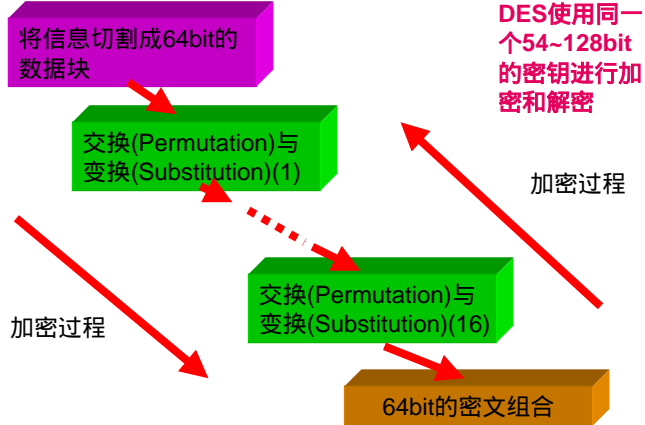 将信息切割成64bit的
数据块
DES使用同一
个54~128bit
的密钥进行加
密和解密
交换(Permutation)与
变换(Substitution)(1)
加密过程
交换(Permutation)与
变换(Substitution)(16)
加密过程
64bit的密文组合